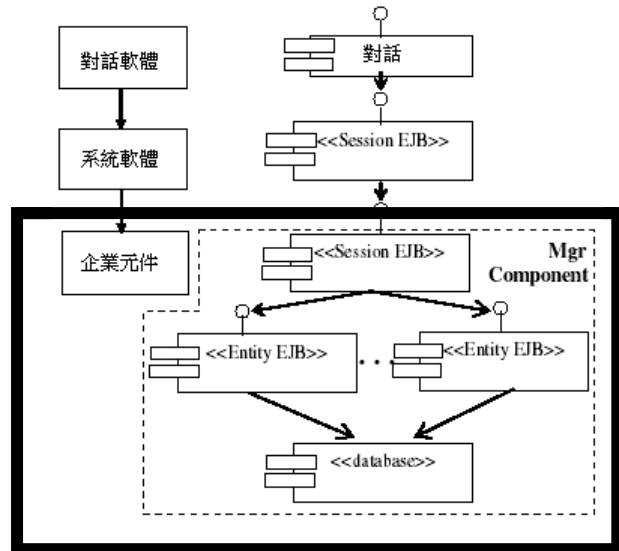 對話軟體
對話
系統軟體
<<Session EJB>>
企業元件
<<Session EJB>>
Mgr
Component
<<Entity EJB>>
. . .
<<Entity EJB>>
<<database>>